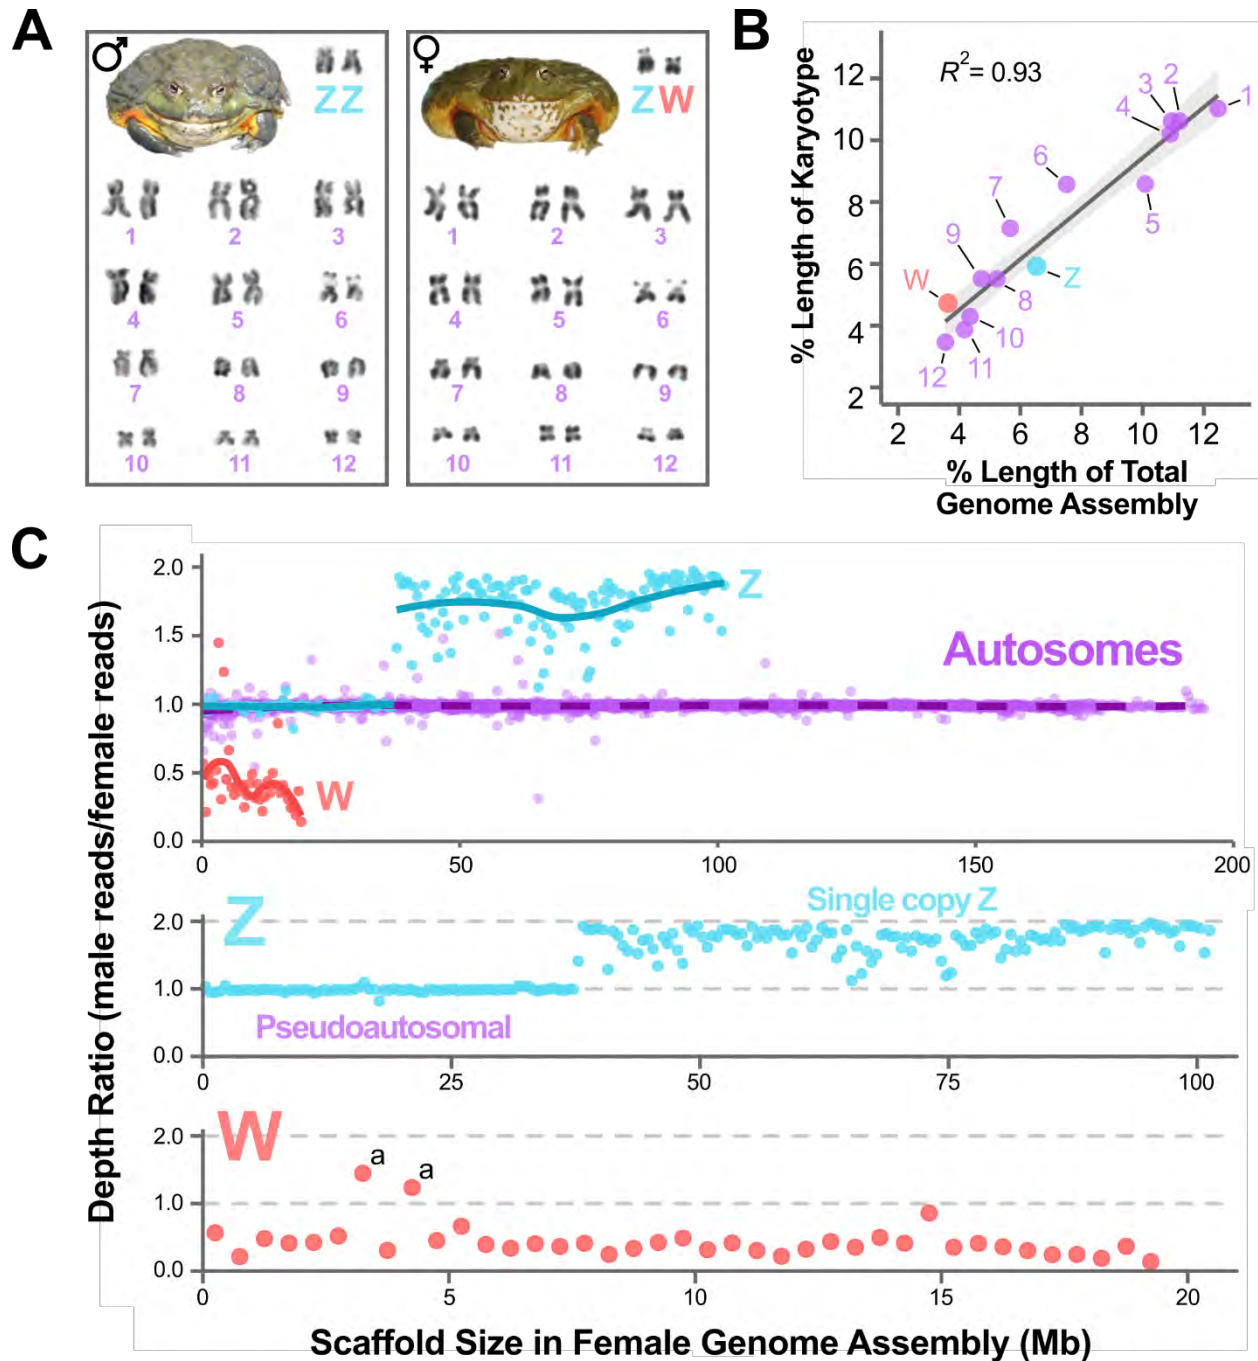 A
♂
ZZ
1 2 3
4 5 6
7 8 9
10 11 12
♀
ZW
1 2 3
4 5 6
7 8 9
10 11 12
B
% Length of Karyotype
R²= 0.93
12
10
8
6
4
2
1
2
3
4
5
6
7
8
9
10
11
12
W
Z
2 4 6 8 10 12
% Length of Total
Genome Assembly
C
Depth Ratio (male reads/female reads)
2.0
1.5
1.0
0.5
0.0
Z
Autosomes
W
0 50 100 150 200
Z
Single copy Z
2.0
1.0
Pseudoautosomal
0.0
0 25 50 75 100
W
2.0
a
a
1.0
0.0
0 5 10 15 20
Scaffold Size in Female Genome Assembly (Mb)